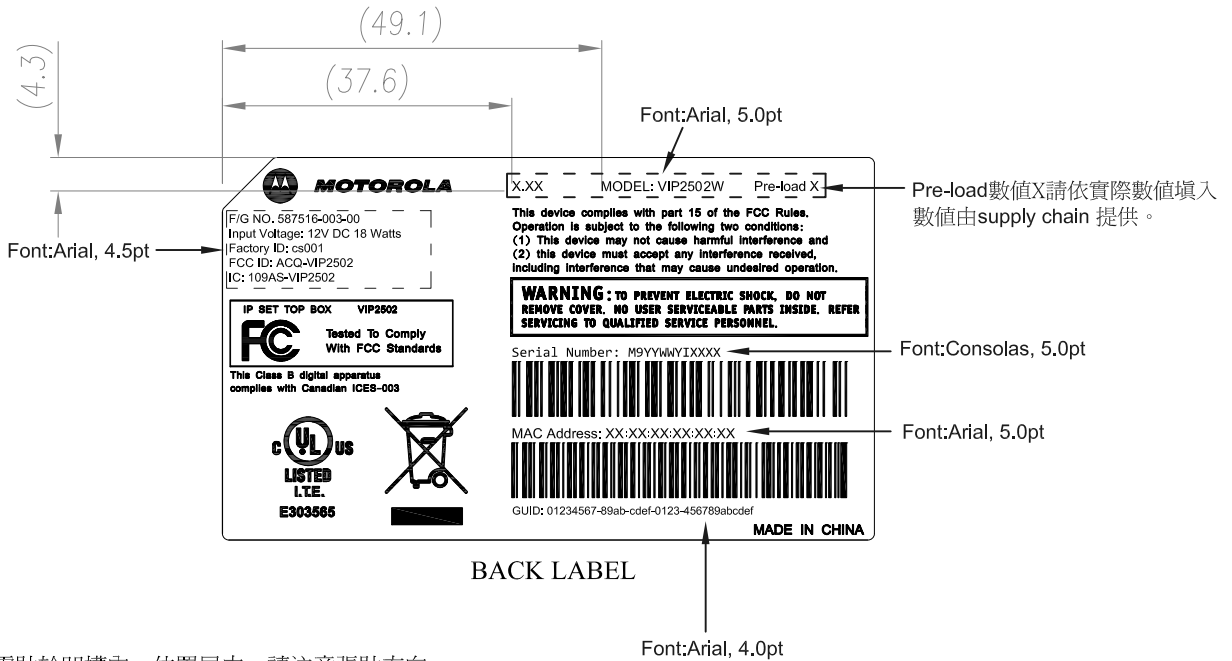 (49.1)
(4.3)
(37.6)
Font:Arial, 5.0pt
MOTOROLA
X.XX MODEL: VIP2502W Pre-load X
Pre-load數值X請依實際數值填入
數值由supply chain 提供。
F/G NO. 587516-003-00
Input Voltage: 12V DC 18 Watts
Factory ID: cs001
FCC ID: ACQ-VIP2502
IC: 109AS-VIP2502
Font:Arial, 4.5pt
This device complies with part 15 of the FCC Rules.
Operation is subject to the following two conditions:
(1) This device may not cause harmful interference and
(2) this device must accept any interference received,
including interference that may cause undesired operation.
WARNING: TO PREVENT ELECTRIC SHOCK, DO NOT
REMOVE COVER. NO USER SERVICEABLE PARTS INSIDE. REFER
SERVICING TO QUALIFIED SERVICE PERSONNEL.
IP SET TOP BOX VIP2502
FC
Tested To Comply
With FCC Standards
This Class B digital apparatus
complies with Canadian ICES-003
Serial Number: M9YYWWYIXXXX
Font:Consolas, 5.0pt
MAC Address: XX:XX:XX:XX:XX:XX
Font:Arial, 5.0pt
C UL US
LISTED
I.T.E.
E303565
GUID: 01234567-89ab-cdef-0123-456789abcdef
MADE IN CHINA
BACK LABEL
Font:Arial, 4.0pt